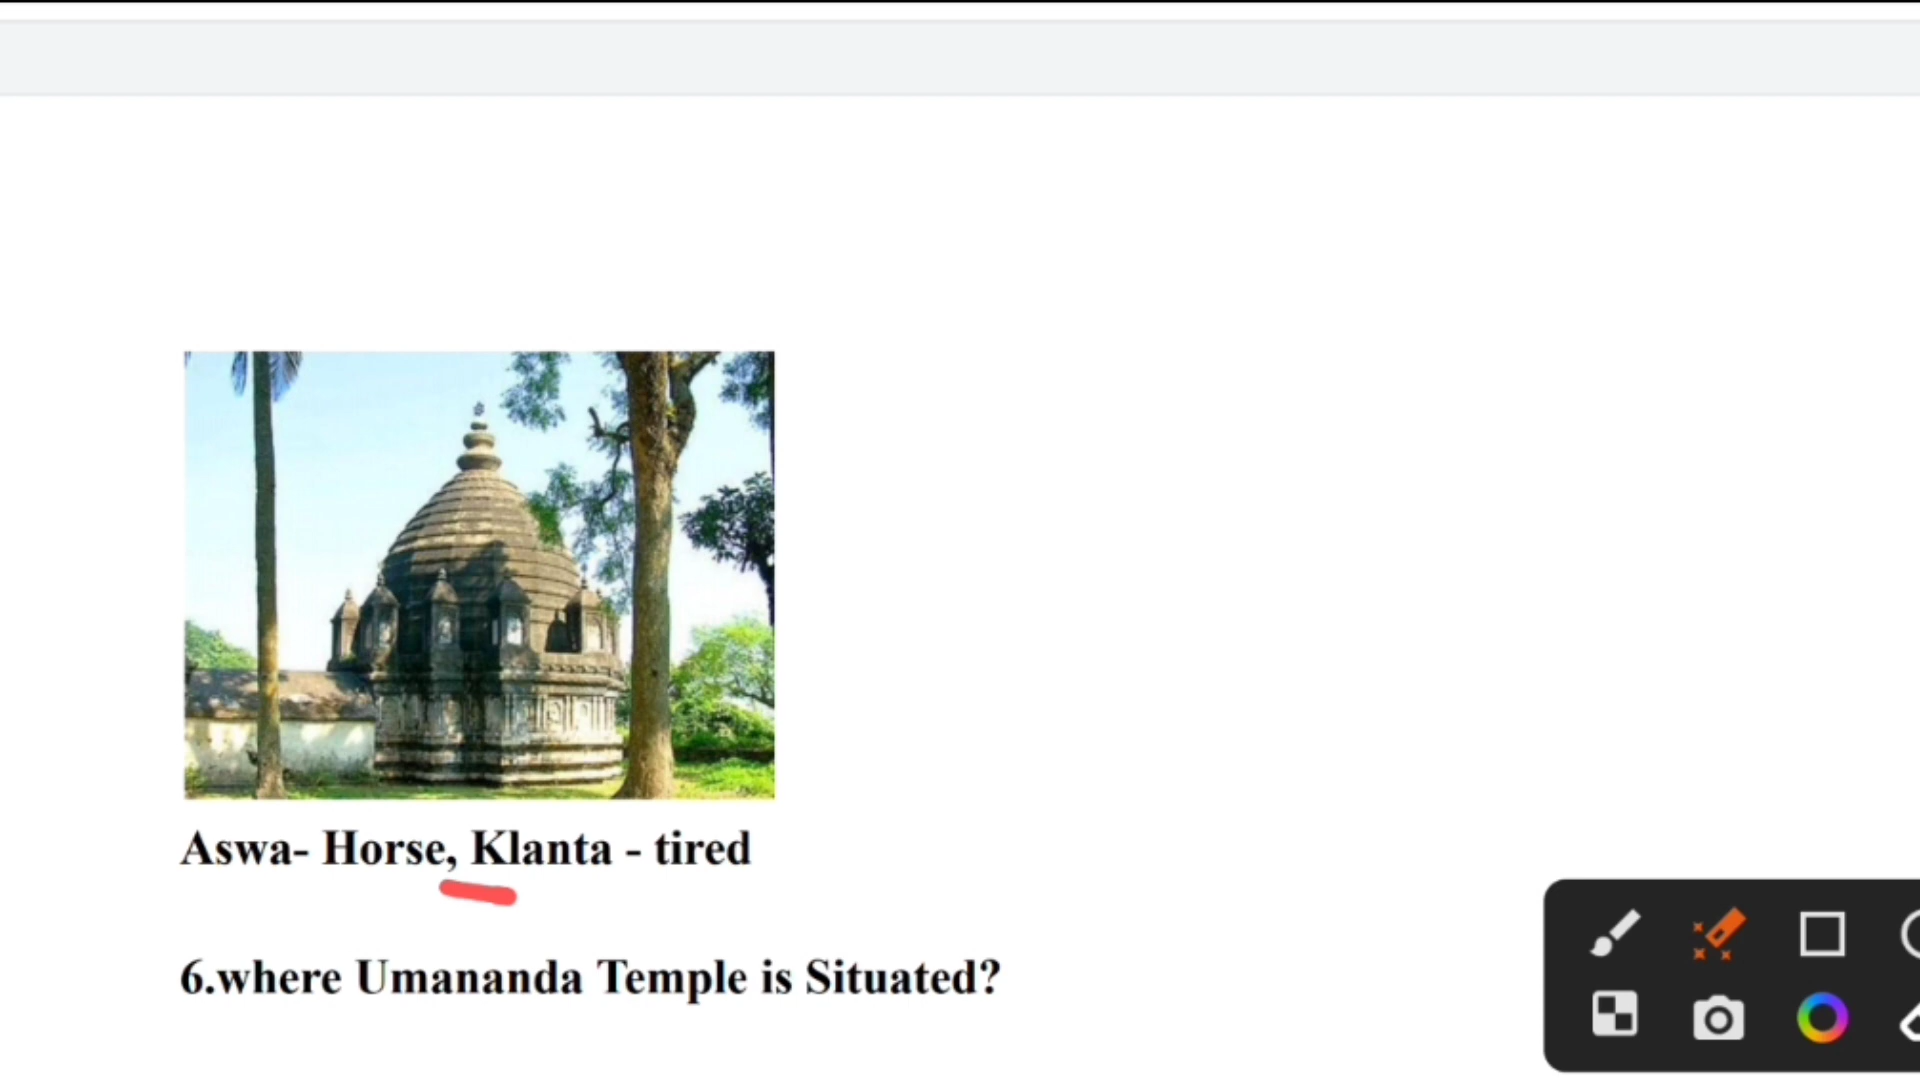 Aswa- Horse, Klanta - tired
6.where Umananda Temple is Situated?